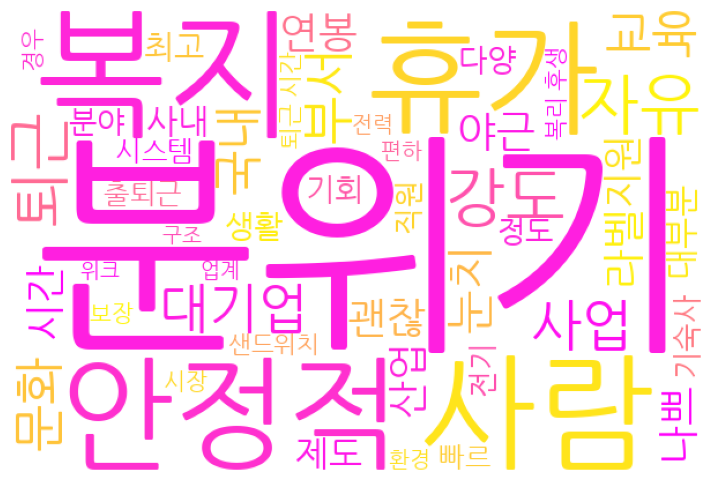 복지
휴가
분위기
안정적
사람
경우
최고
연봉
부서
퇴근 시간
다양
복리 후생
교육
자유
분야
사내
시스템
국내
전력
편하
야근
퇴근
줄퇴근
생활
기회
직원
강도
정도
라벨지원
대부분
구조
위크
업계
시간
보장
대기업
괜찮
눈치
사업
기숙사
샌드위치
문화
시장
산업
전기
나쁘
제도
환경
빠르